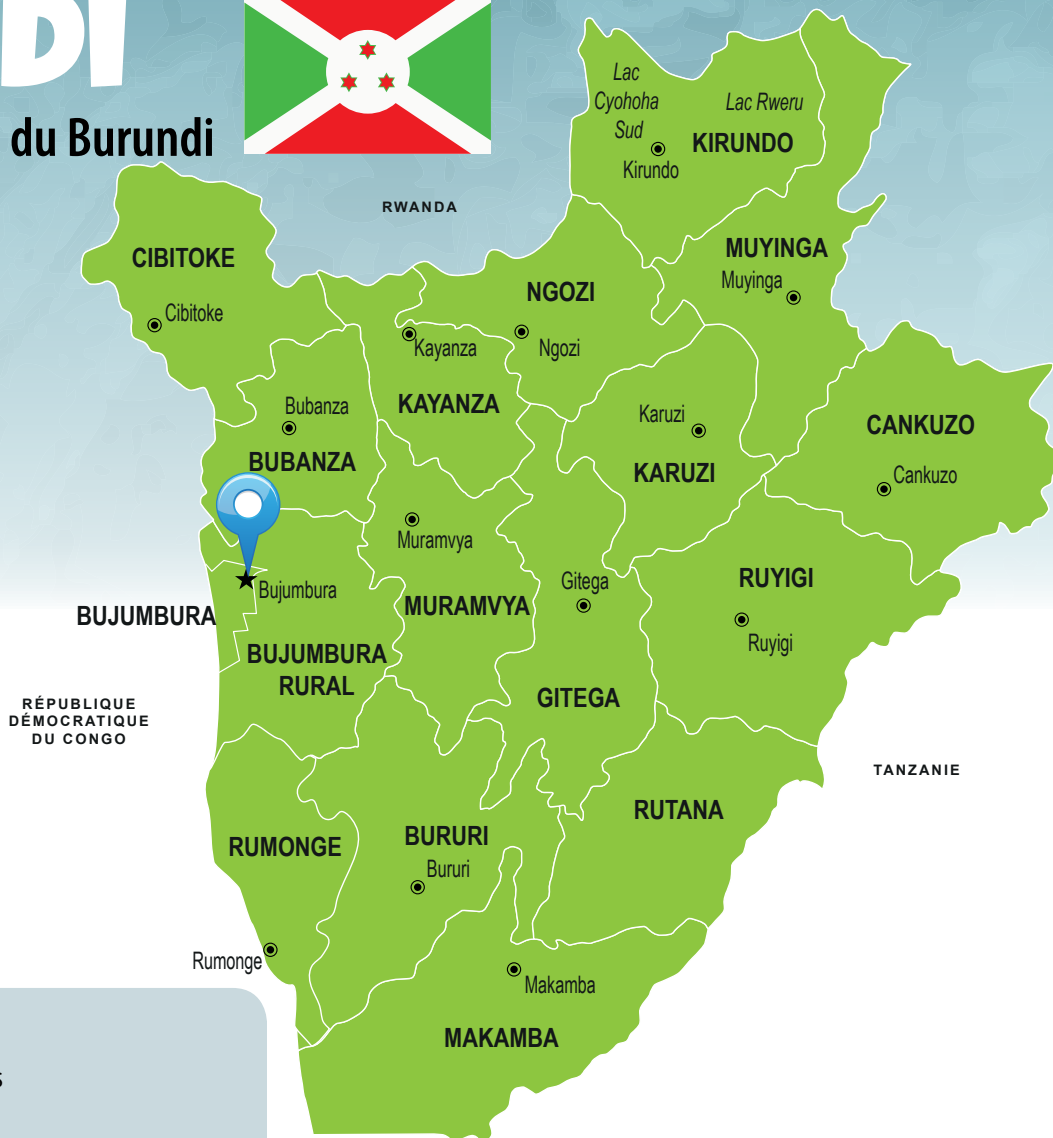 DI
du Burundi
Lac
Cyohoha
Sud
Lac Rweru
KIRUNDO
Kirundo
RWANDA
CIBITOKE
Cibitoke
MUYINGA
Muyinga
NGOZI
Ngozi
Kayanza
KAYANZA
Bubanza
BUBANZA
Karuzi
KARUZI
CANKUZO
Cankuzo
Muramvya
MURAMVYA
Gitega
GITEGA
RUYIGI
Ruyigi
Bujumbura
BUJUMBURA
BUJUMBURA
RURAL
RÉPUBLIQUE
DÉMOCRATIQUE
DU CONGO
TANZANIE
RUTANA
RUMONGE
BURURI
Bururi
Rumonge
Makamba
MAKAMBA
s